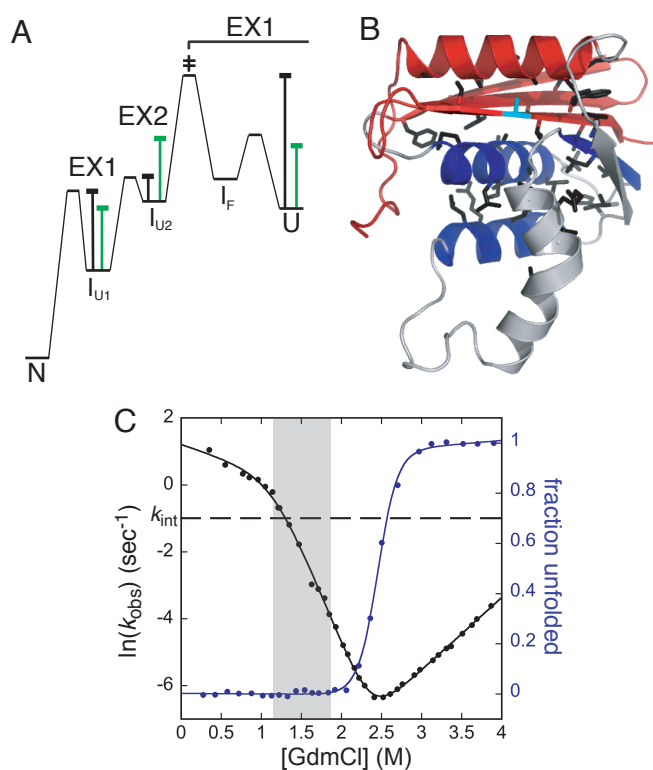 A
EX1
EX2
EX1
I_U2
I_F
U
I_U1
N
B
C
2
0
-2
-4
-6
k_int
ln(k_obs) (sec⁻¹)
1
0.8
0.6
0.4
0.2
0
fraction unfolded
0 0.5 1 1.5 2 2.5 3 3.5 4
[GdmCl] (M)